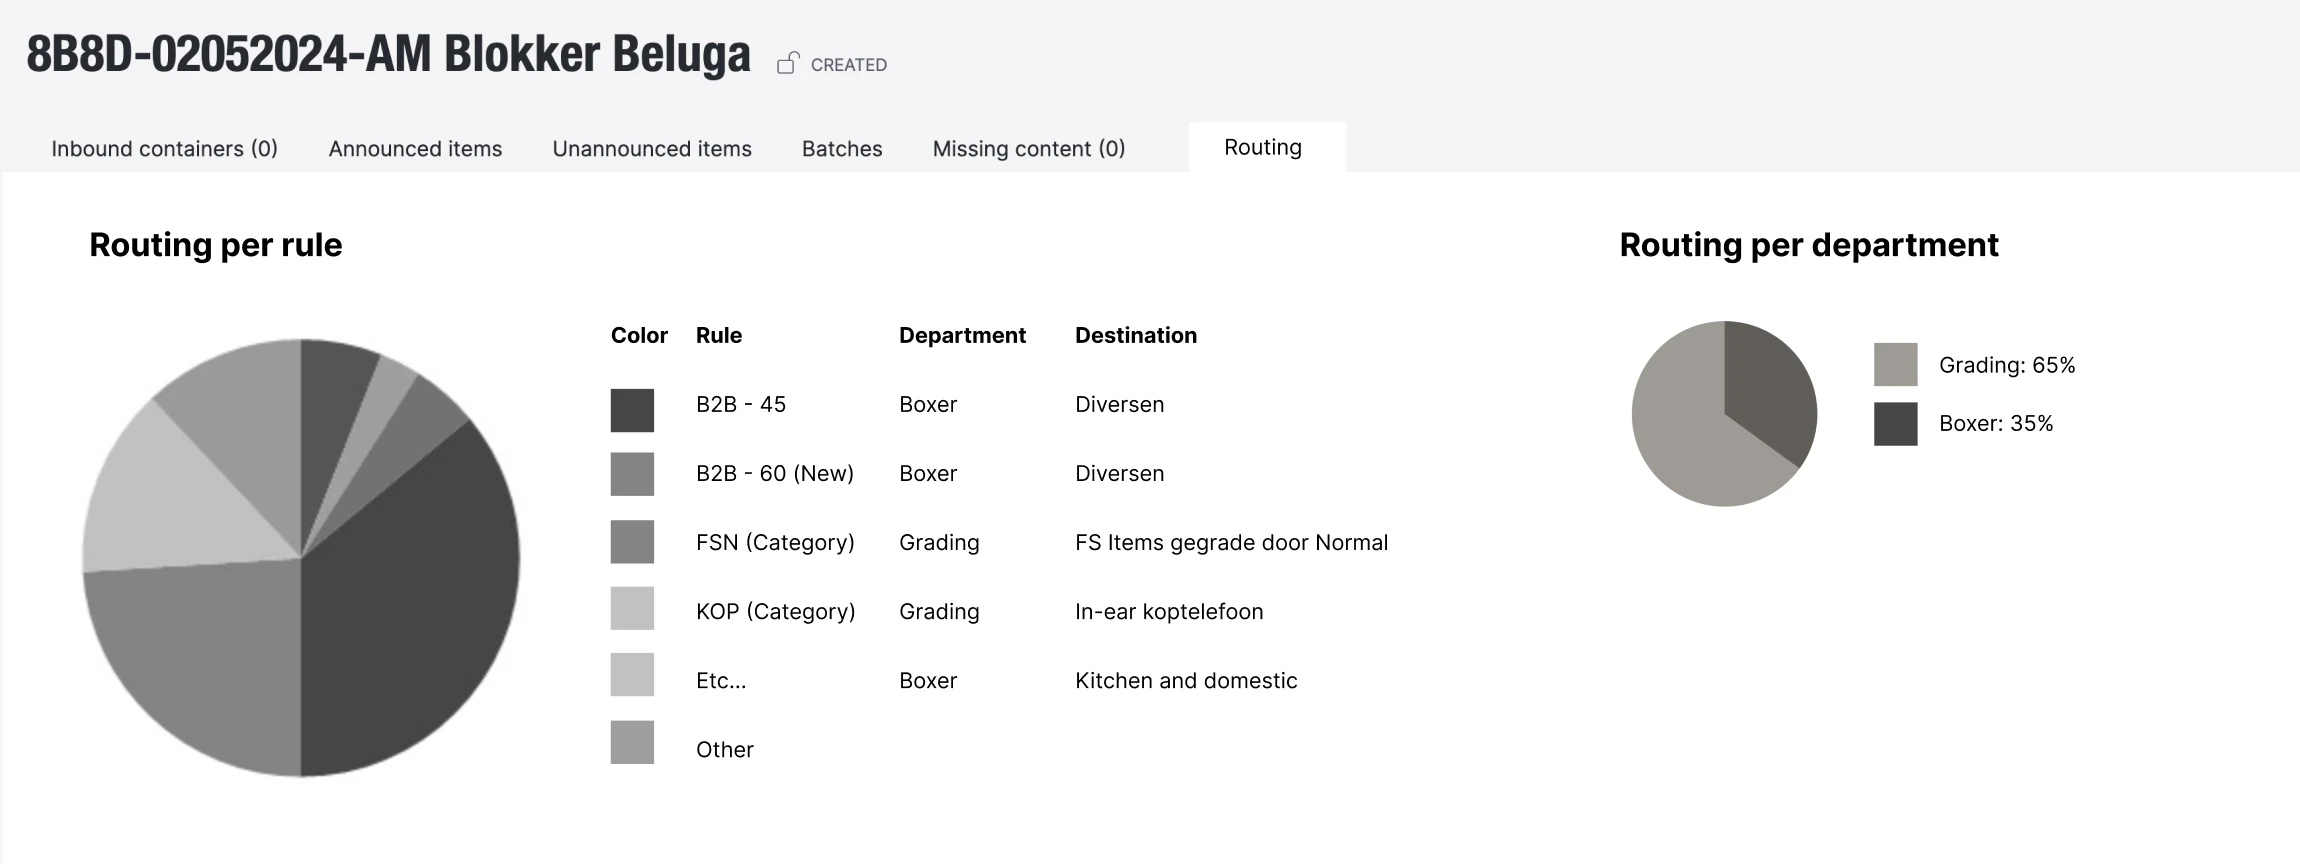 8B8D-02052024-AM Blokker Beluga CREATED
Inbound containers (0) Announced items Unannounced items Batches Missing content (0) Routing
Routing per rule
Color Rule Department Destination
B2B - 45 Boxer Diversen
B2B - 60 (New) Boxer Diversen
FSN (Category) Grading FS Items gegrade door Normal
KOP (Category) Grading In-ear koptelefoon
Etc... Boxer Kitchen and domestic
Other
Routing per department
Grading: 65%
Boxer: 35%